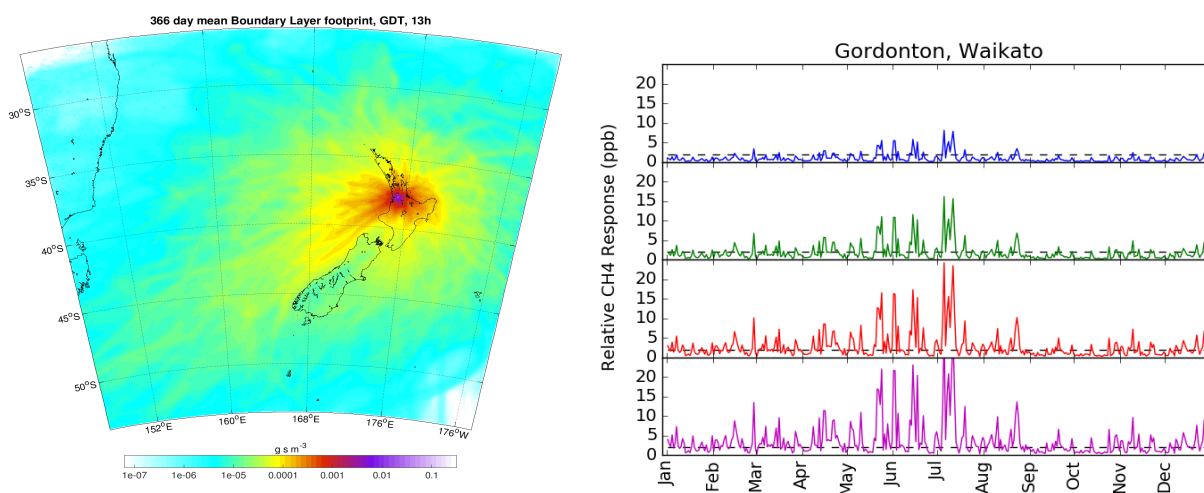 366 day mean Boundary Layer footprint, GDT, 13h
30°S
35°S
40°S
45°S
50°S
152°E
160°E
168°E
176°E
176°W
g s m⁻³
1e-07 1e-06 1e-05 0.0001 0.001 0.01 0.1
Gordonton, Waikato
Relative CH4 Response (ppb)
20
15
10
5
0
20
15
10
5
0
20
15
10
5
0
20
15
10
5
0
Jan Feb Mar Apr May Jun Jul Aug Sep Oct Nov Dec